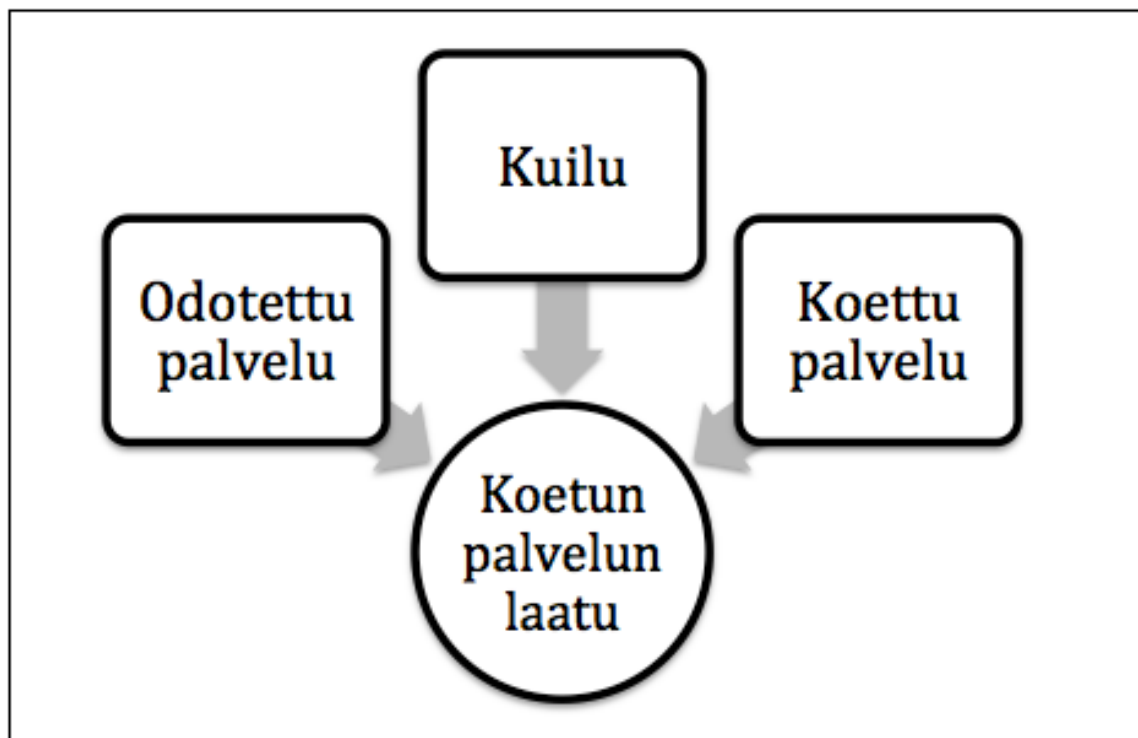 Kuilu
Odotettu
palvelu
Koettu
palvelu
Koetun
palvelun
laatu